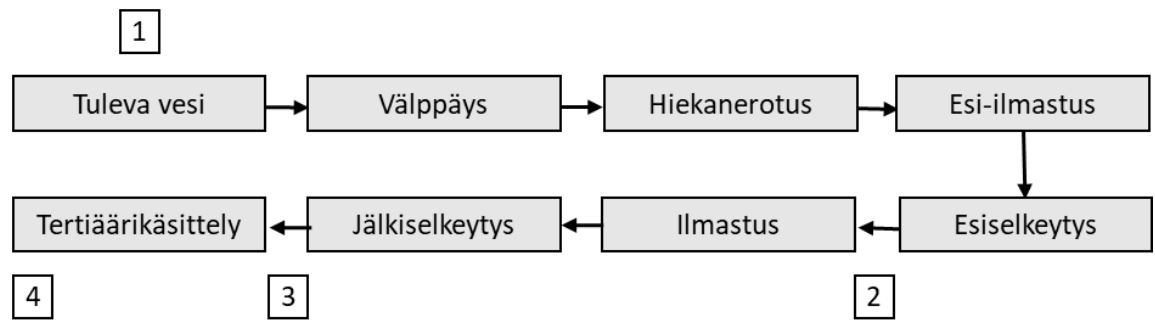 1
Tuleva vesi
Välppäys
Hiekanerotus
Esi-ilmastus
Tertiäärikäsittely
Jälkiselkeytys
Ilmastus
Esiselkeytys
4
3
2